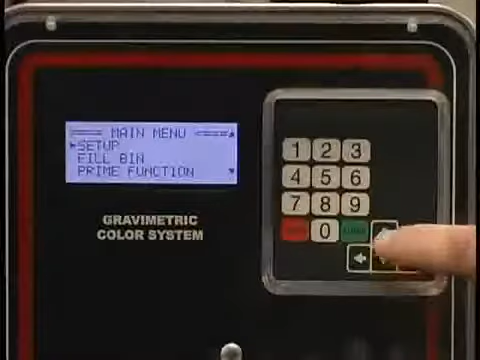 ==== MAIN MENU ====
SETUP
FILL BIN
PRIME FUNCTION
GRAVIMETRIC
COLOR SYSTEM
1 2 3
4 5 6
7 8 9
0